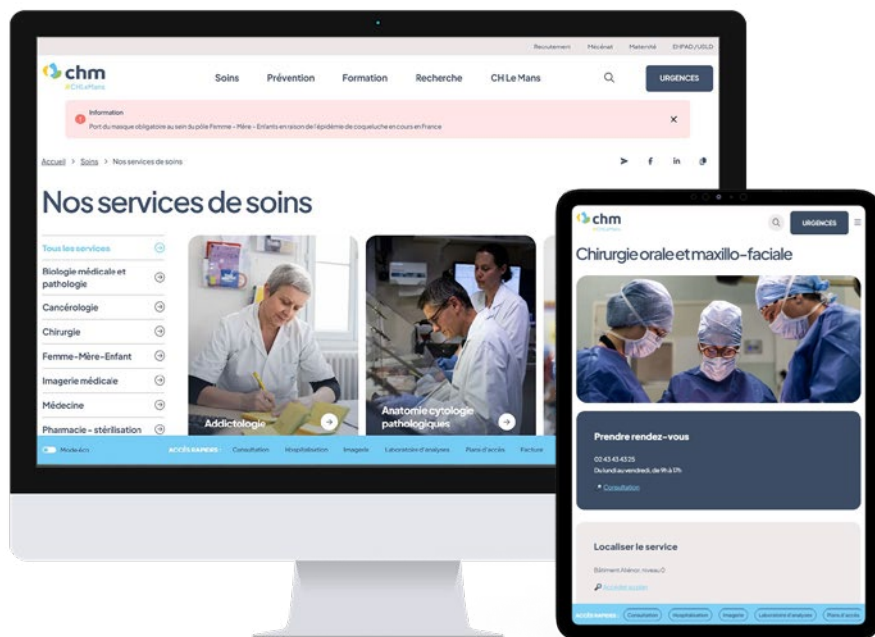 Recrutement Mécénat Maternité EHPAD/USLD
chm
#CHLeMans
Soins Prévention Formation Recherche CH Le Mans URGENCES
Information
Port du masque obligatoire au sein du pôle Femme - Mère - Enfants en raison de l'épidémie de coqueluche en cours en France
Accueil > Soins > Nos services de soins
Nos services de soins
Tous les services
Biologie médicale et
pathologie
Cancérologie
Chirurgie
Femme-Mère-Enfant
Imagerie médicale
Médecine
Pharmacie - stérilisation
Addictologie
Anatomie cytologie
pathologiques
Mode éco
ACCÈS RAPIDES : Consultation Hospitalisation Imagerie Laboratoire d'analyses Plans d'accès Facture
chm
#CHLeMans
URGENCES
Chirurgie orale et maxillo-faciale
Prendre rendez-vous
02 43 43 43 25
Du lundi au vendredi, de 9h à 17h
Consultation
Localiser le service
Bâtiment Aliénor, niveau 0
ACCÈS RAPIDES : Consultation Hospitalisation Imagerie Laboratoire d'analyses Plans d'accès